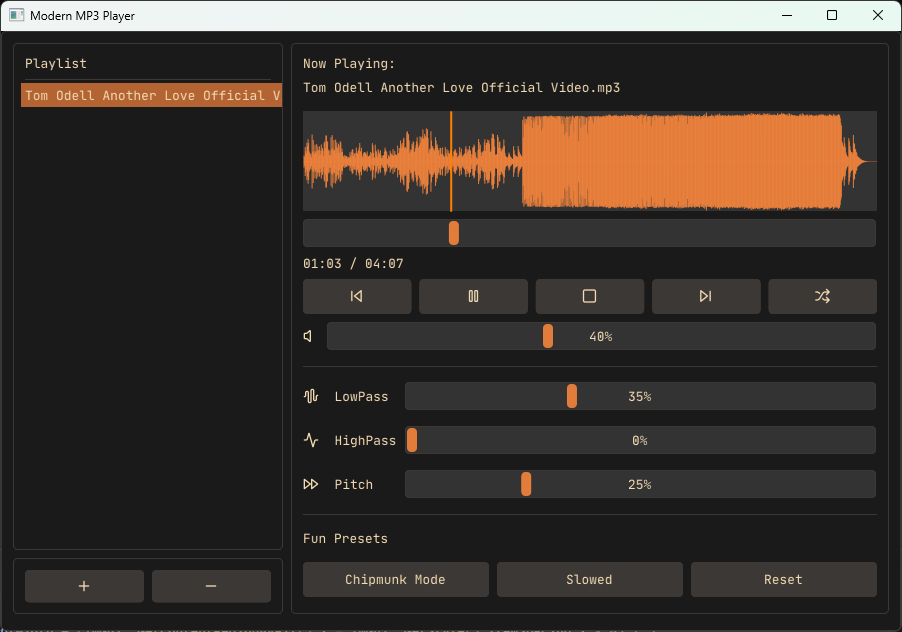 Modern MP3 Player
Playlist
Tom Odell Another Love Official V
Now Playing:
Tom Odell Another Love Official Video.mp3
01:03 / 04:07
40%
LowPass 35%
HighPass 0%
Pitch 25%
Fun Presets
Chipmunk Mode Slowed Reset